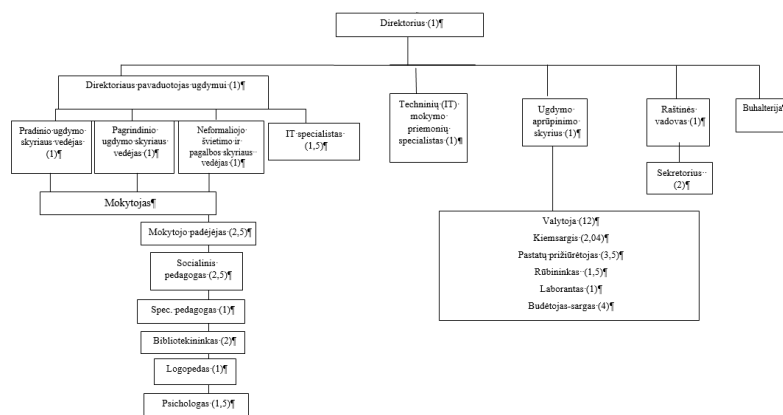 Direktorius·(1)¶
Direktoriaus·pavaduotojas·ugdymui·(1)¶
Techninių·(IT)·
mokymo·
priemonių·
specialistas·(1)¶
Ugdymo·
aprūpinimo·
skyrius·(1)¶
Raštinės·
vadovas·(1)¶
Buhalterija¶
Pradinio·ugdymo·
skyriaus·vedėjas·
(1)¶
Pagrindinio·
ugdymo·skyriaus·
vedėjas·(1)¶
Neformaliojo·
švietimo·ir·
pagalbos·skyriaus··
vedėjas·(1)¶
IT·specialistas·
(1,5)¶
Sekretorius··
(2)¶
Mokytojas¶
Mokytojo·padėjėjas·(2,5)¶
Socialinis·
pedagogas·(2,5)¶
Spec.·pedagogas·(1)¶
Bibliotekininkas·(2)¶
Logopedas·(1)¶
Psichologas·(1,5)¶
Valytoja·(12)¶
Kiemsargis·(2,04)¶
Pastatų·prižiūrėtojas·(3,5)¶
Rūbininkas·(1,5)¶
Laborantas·(1)¶
Budėtojas-sargas·(4)¶